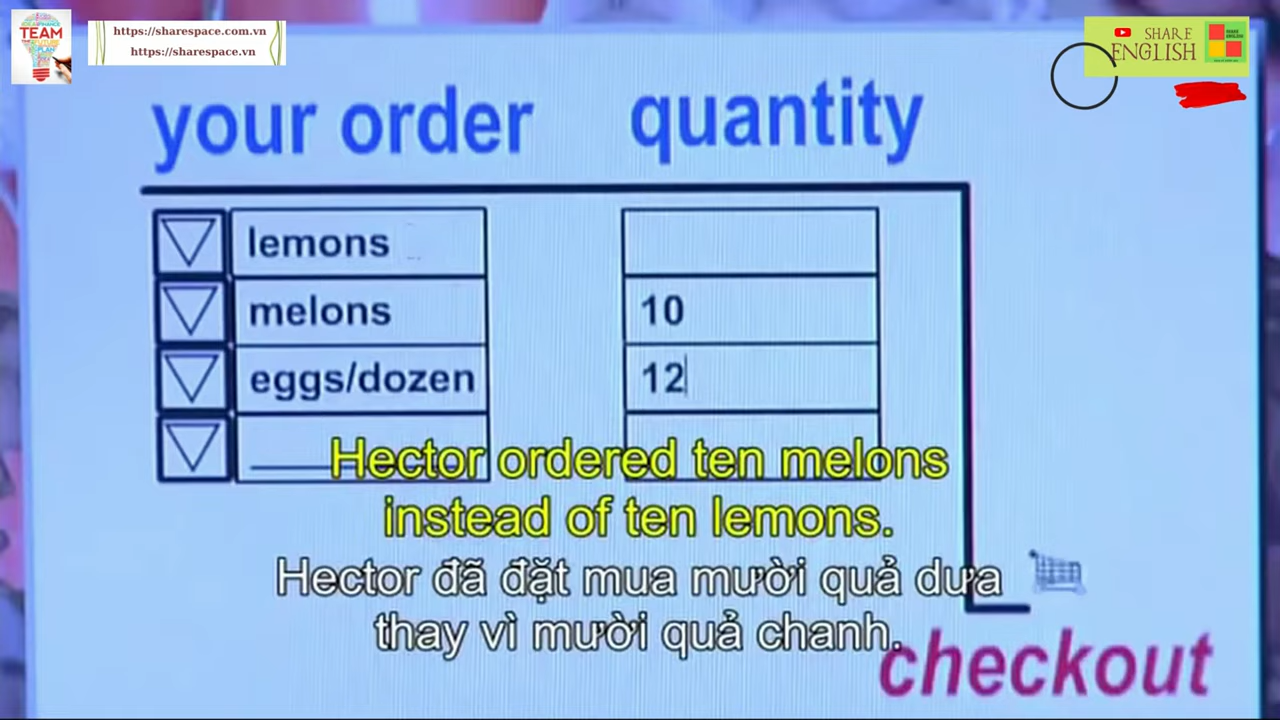 TEAM
PLAN
https://sharespace.com.vn
https://sharespace.vn
SHARE
ENGLISH
your order quantity
lemons
melons 10
eggs/dozen 12
Hector ordered ten melons
instead of ten lemons.
Hector đã đặt mua mười quả dưa
thay vì mười quả chanh.
checkout